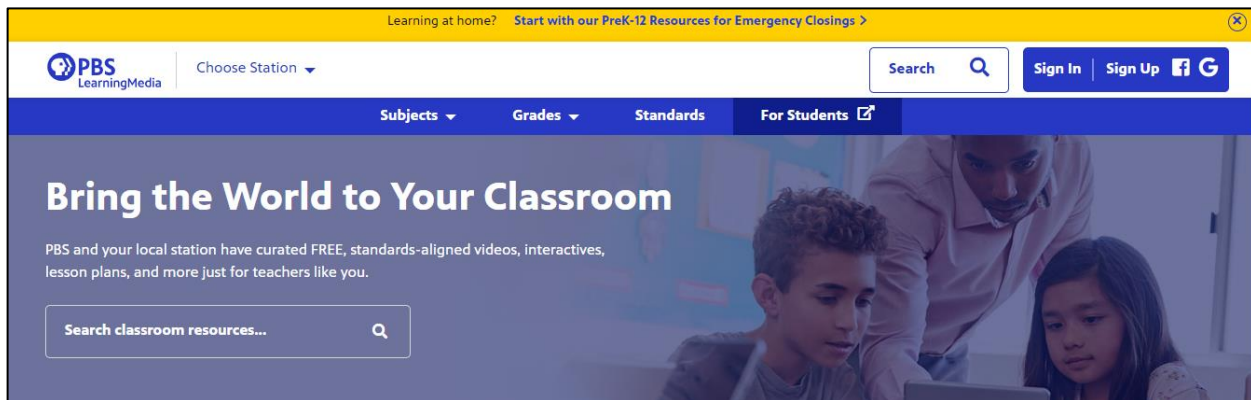 Learning at home? Start with our PreK-12 Resources for Emergency Closings >
PBS
LearningMedia
Choose Station
Search
Sign In | Sign Up
Subjects
Grades
Standards
For Students
Bring the World to Your Classroom
PBS and your local station have curated FREE, standards-aligned videos, interactives,
lesson plans, and more just for teachers like you.
Search classroom resources...